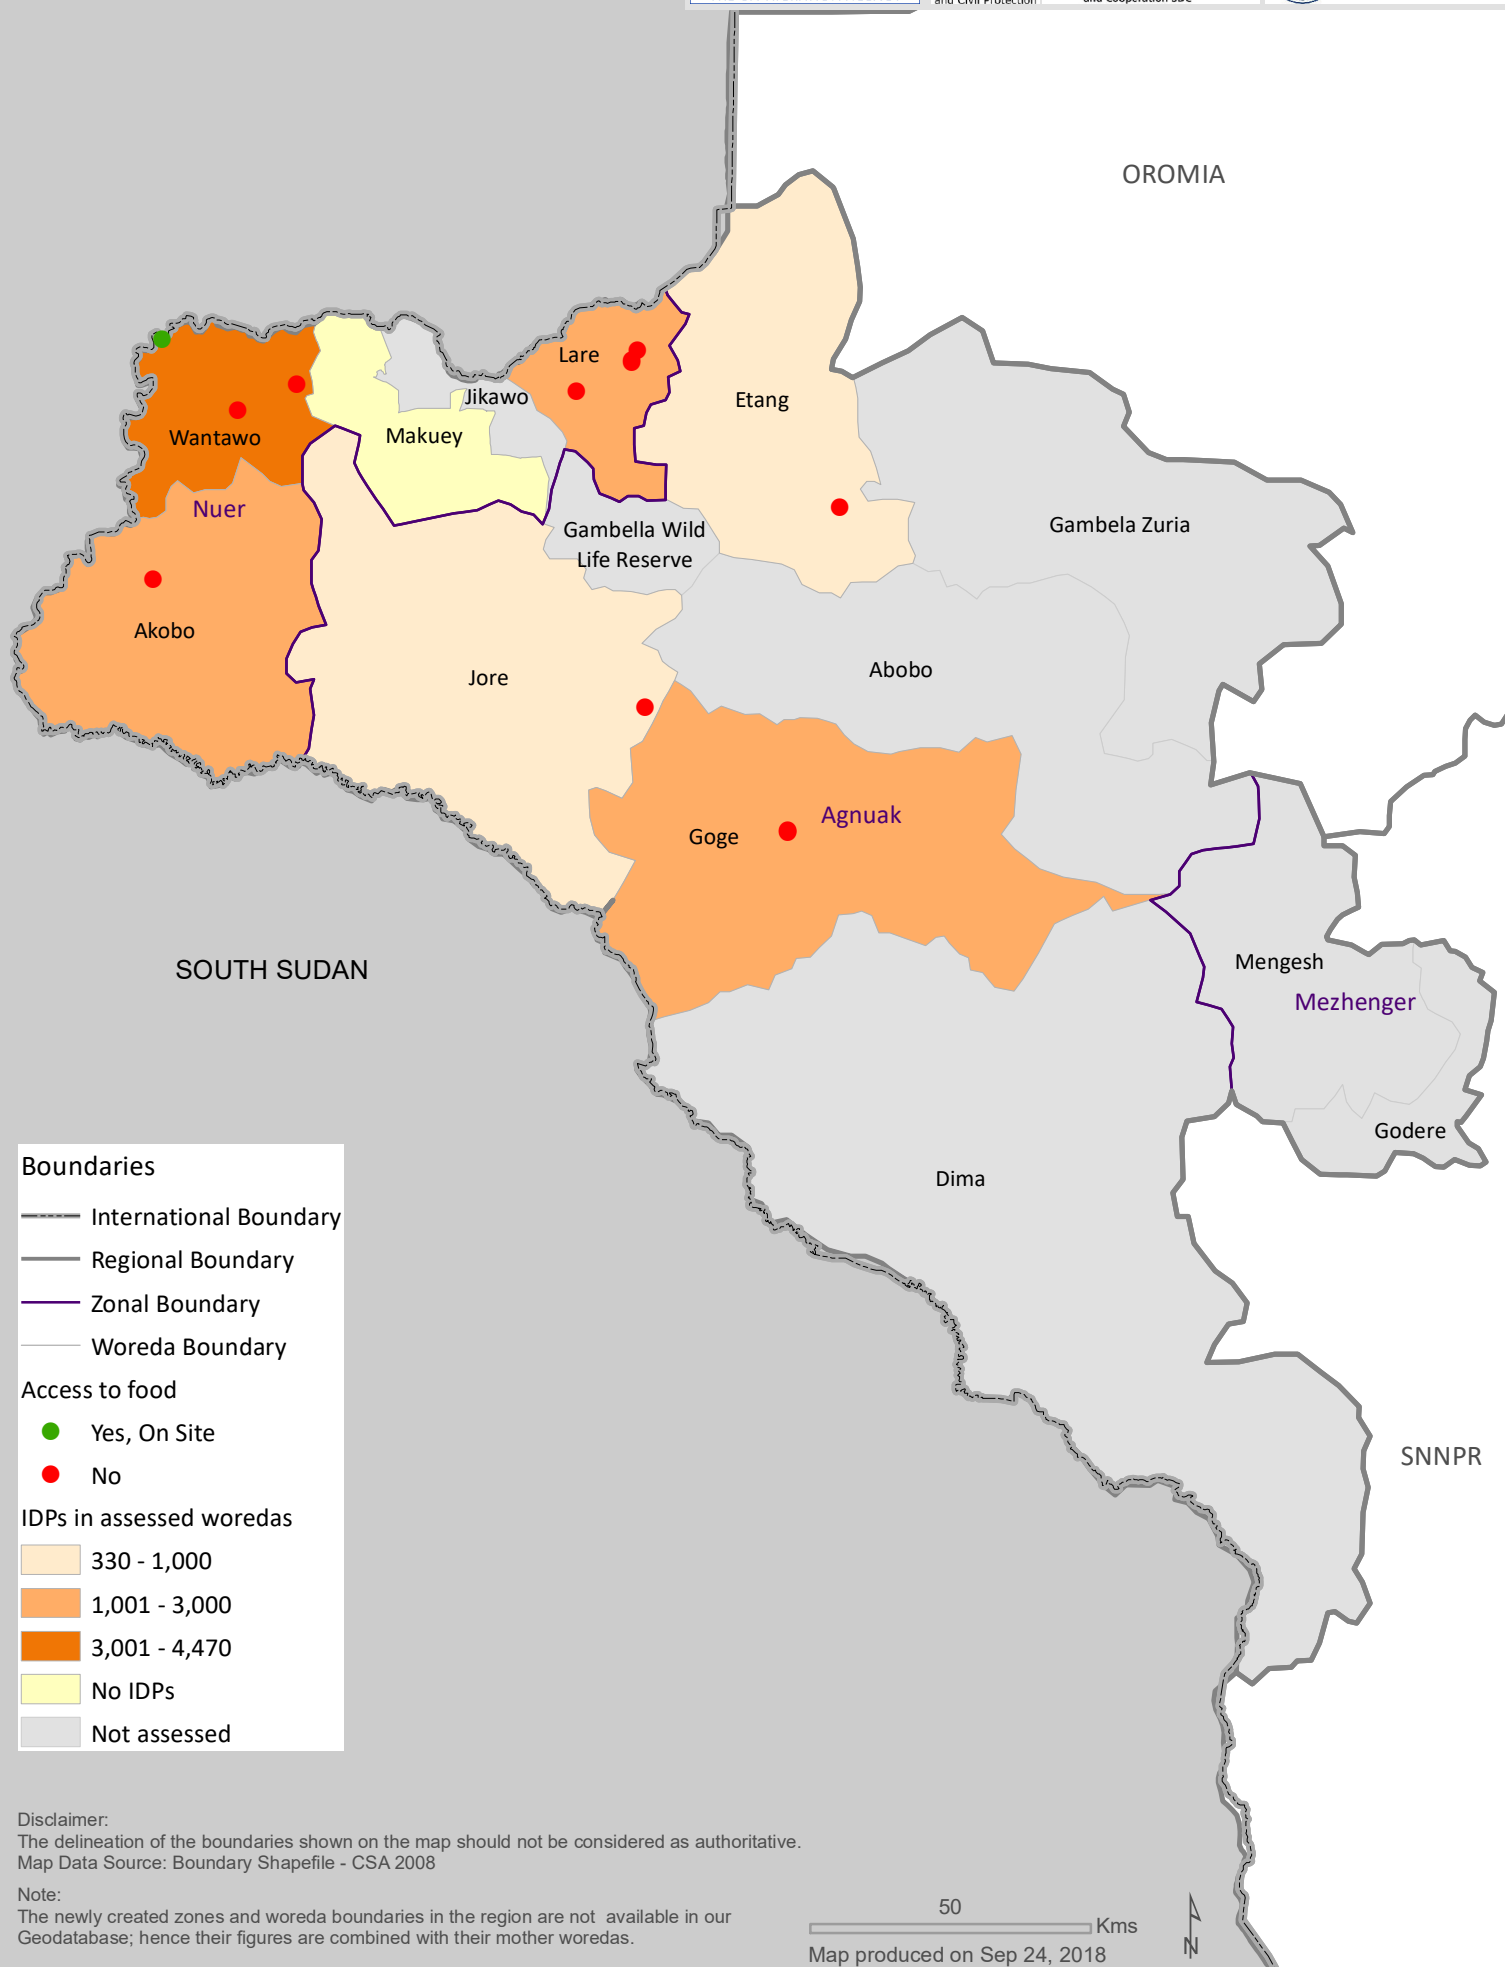 and Civil Protection
and Cooperation SDC
OROMIA
Lare
Jikawo
Etang
Wantawo
Makuey
Nuer
Gambella Wild
Life Reserve
Gambela Zuria
Akobo
Jore
Abobo
Agnuak
Goge
SOUTH SUDAN
Mengesh
Mezhenger
Godere
Dima
SNNPR
Boundaries
International Boundary
Regional Boundary
Zonal Boundary
Woreda Boundary
Access to food
Yes, On Site
No
IDPs in assessed woredas
330 - 1,000
1,001 - 3,000
3,001 - 4,470
No IDPs
Not assessed
Disclaimer:
The delineation of the boundaries shown on the map should not be considered as authoritative.
Map Data Source: Boundary Shapefile - CSA 2008
Note:
The newly created zones and woreda boundaries in the region are not available in our
Geodatabase; hence their figures are combined with their mother woredas.
50
Kms
N
Map produced on Sep 24, 2018